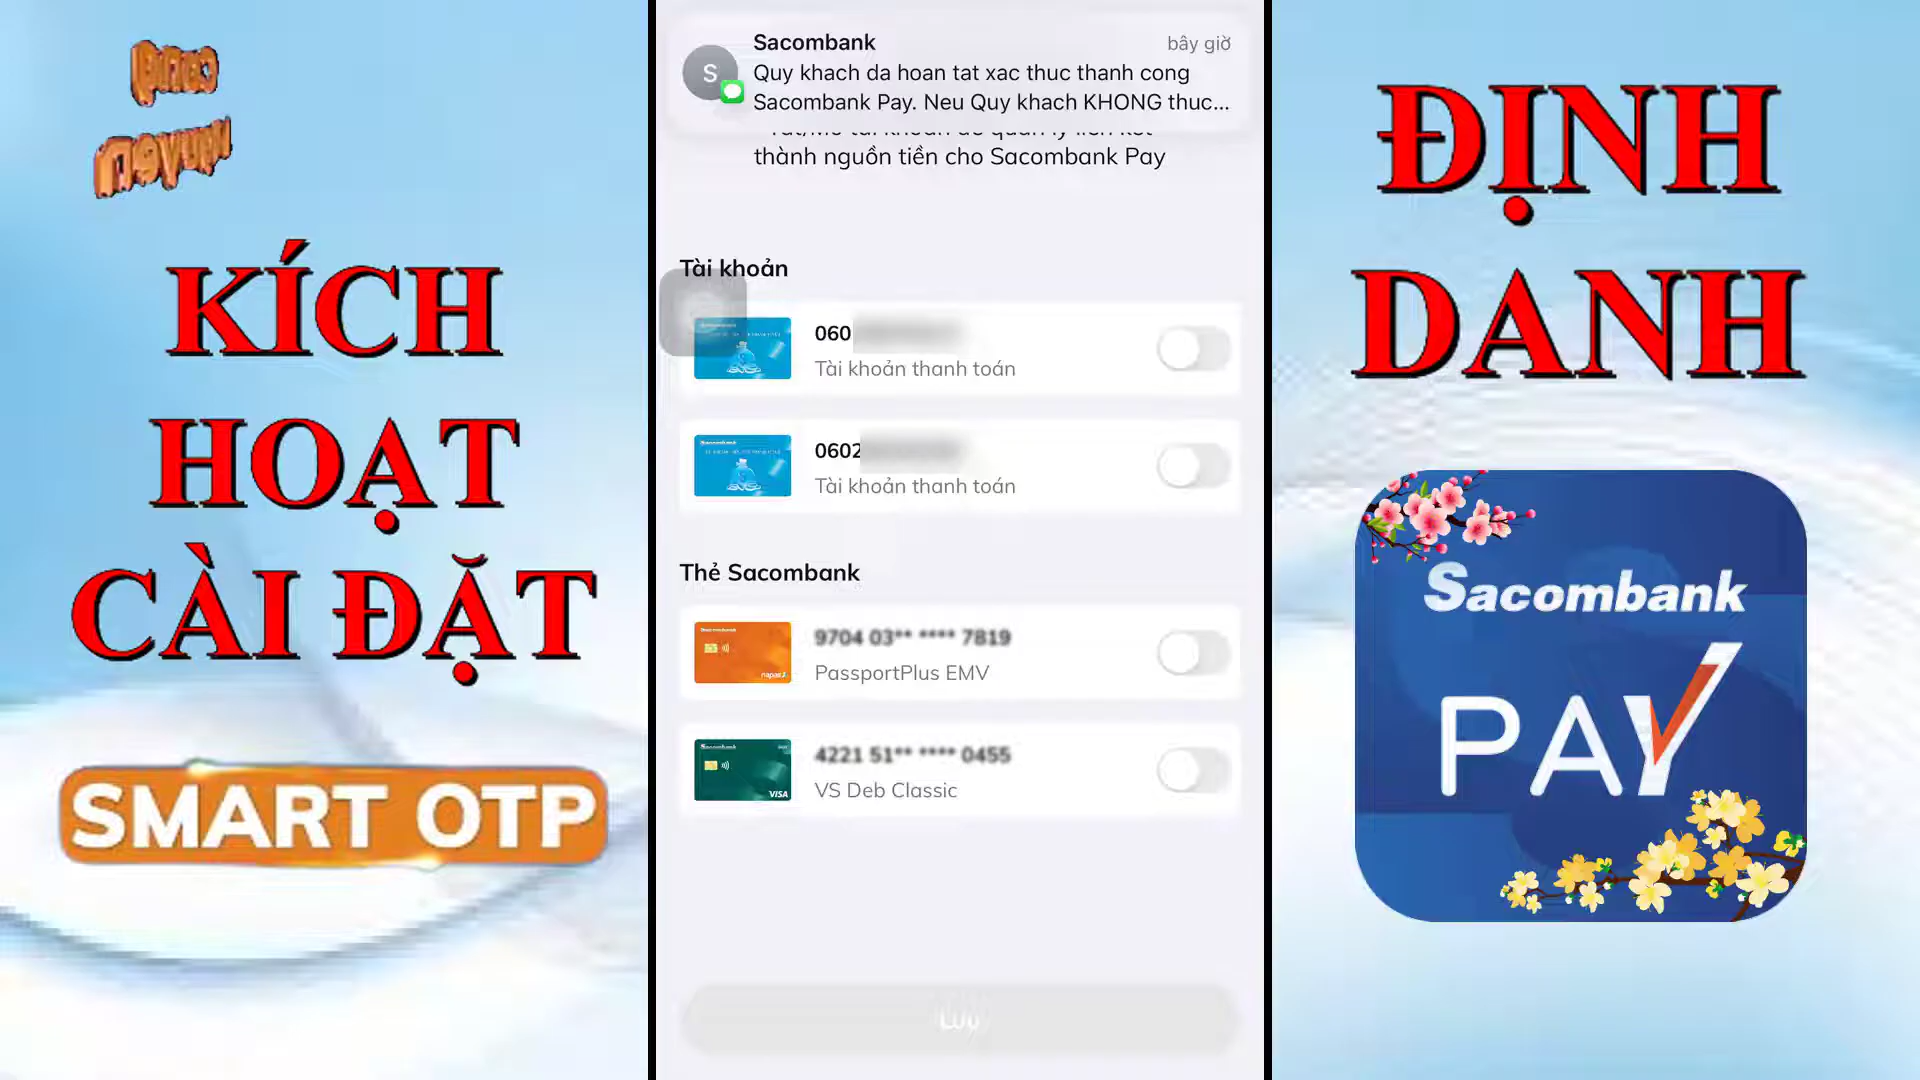 KÍCH
HOẠT
CÀI ĐẶT
SMART OTP
Sacombank
bây giờ
S
Quy khach da hoan tat xac thuc thanh cong
Sacombank Pay. Neu Quy khach KHONG thuc...
thành nguồn tiền cho Sacombank Pay
Tài khoản
060
Tài khoản thanh toán
0602
Tài khoản thanh toán
Thẻ Sacombank
9704 03** **** 7819
PassportPlus EMV
4221 51** **** 0455
VISA
VS Deb Classic
Lưu
ĐỊNH
DANH
Sacombank
PAY